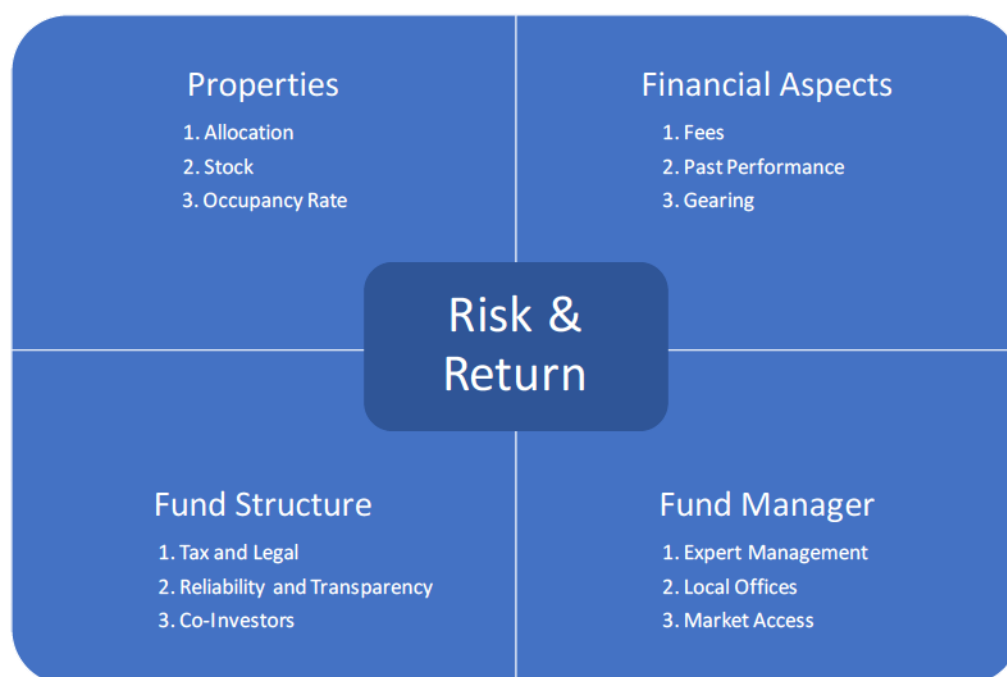 Properties
1. Allocation
2. Stock
3. Occupancy Rate
Financial Aspects
1. Fees
2. Past Performance
3. Gearing
Risk &
Return
Fund Structure
1. Tax and Legal
2. Reliability and Transparency
3. Co-Investors
Fund Manager
1. Expert Management
2. Local Offices
3. Market Access